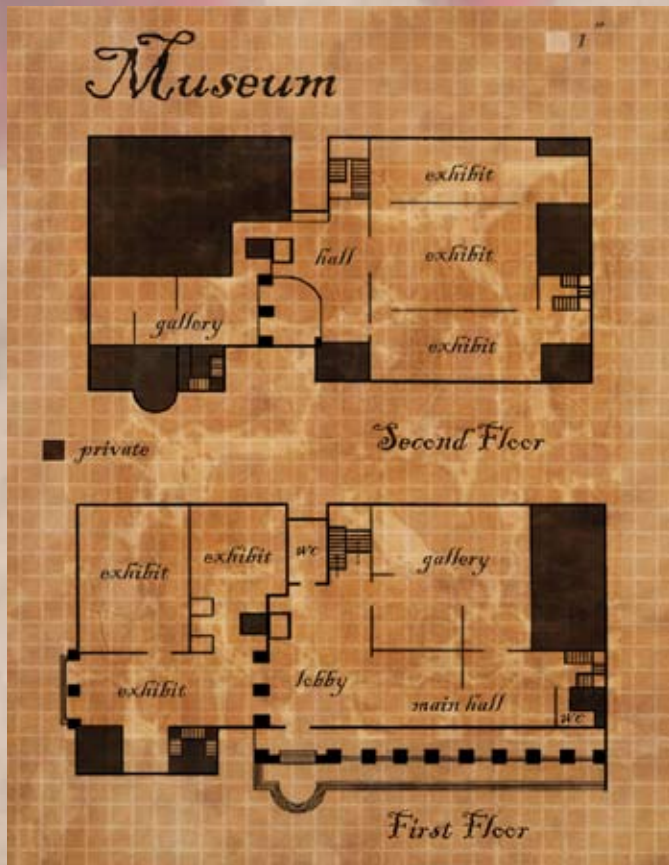 Museum
1"
exhibit
hall
exhibit
gallery
exhibit
Second Floor
private
exhibit
exhibit
wc
gallery
exhibit
lobby
main hall
wc
First Floor